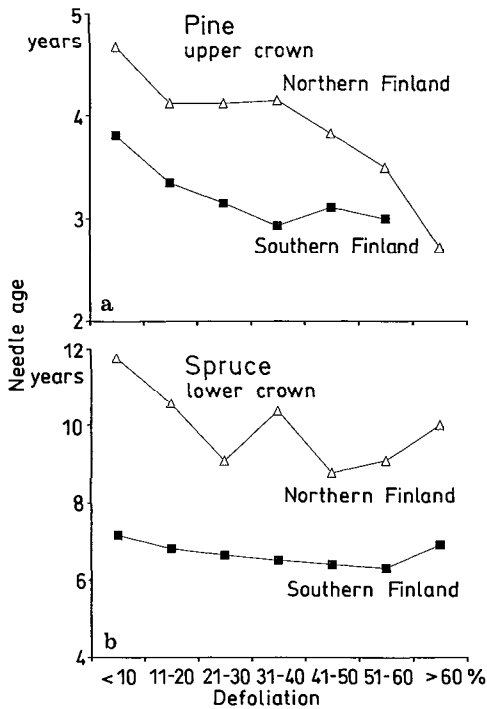 5
years
Pine
upper crown
Northern Finland
4
3
Southern Finland
a
2
Needle age
12
years
Spruce
lower crown
10
Northern Finland
8
Southern Finland
6
b
4
<10 11-20 21-30 31-40 41-50 51-60 >60 %
Defoliation